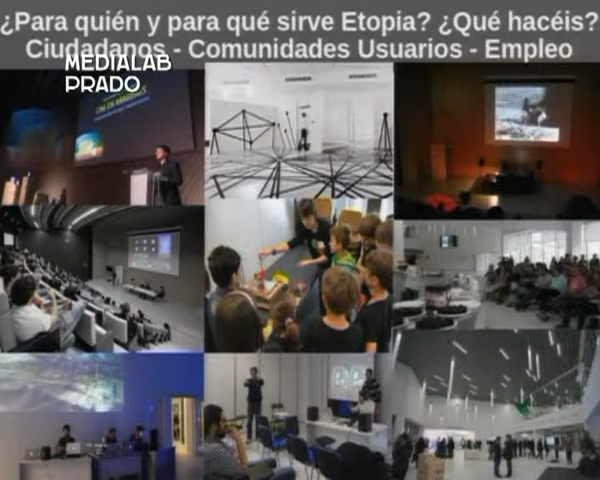 ¿Para quién y para qué sirve Etopia? ¿Qué hacéis?
Ciudadanos - Comunidades Usuarios - Empleo
MEDIALAB
PRADO